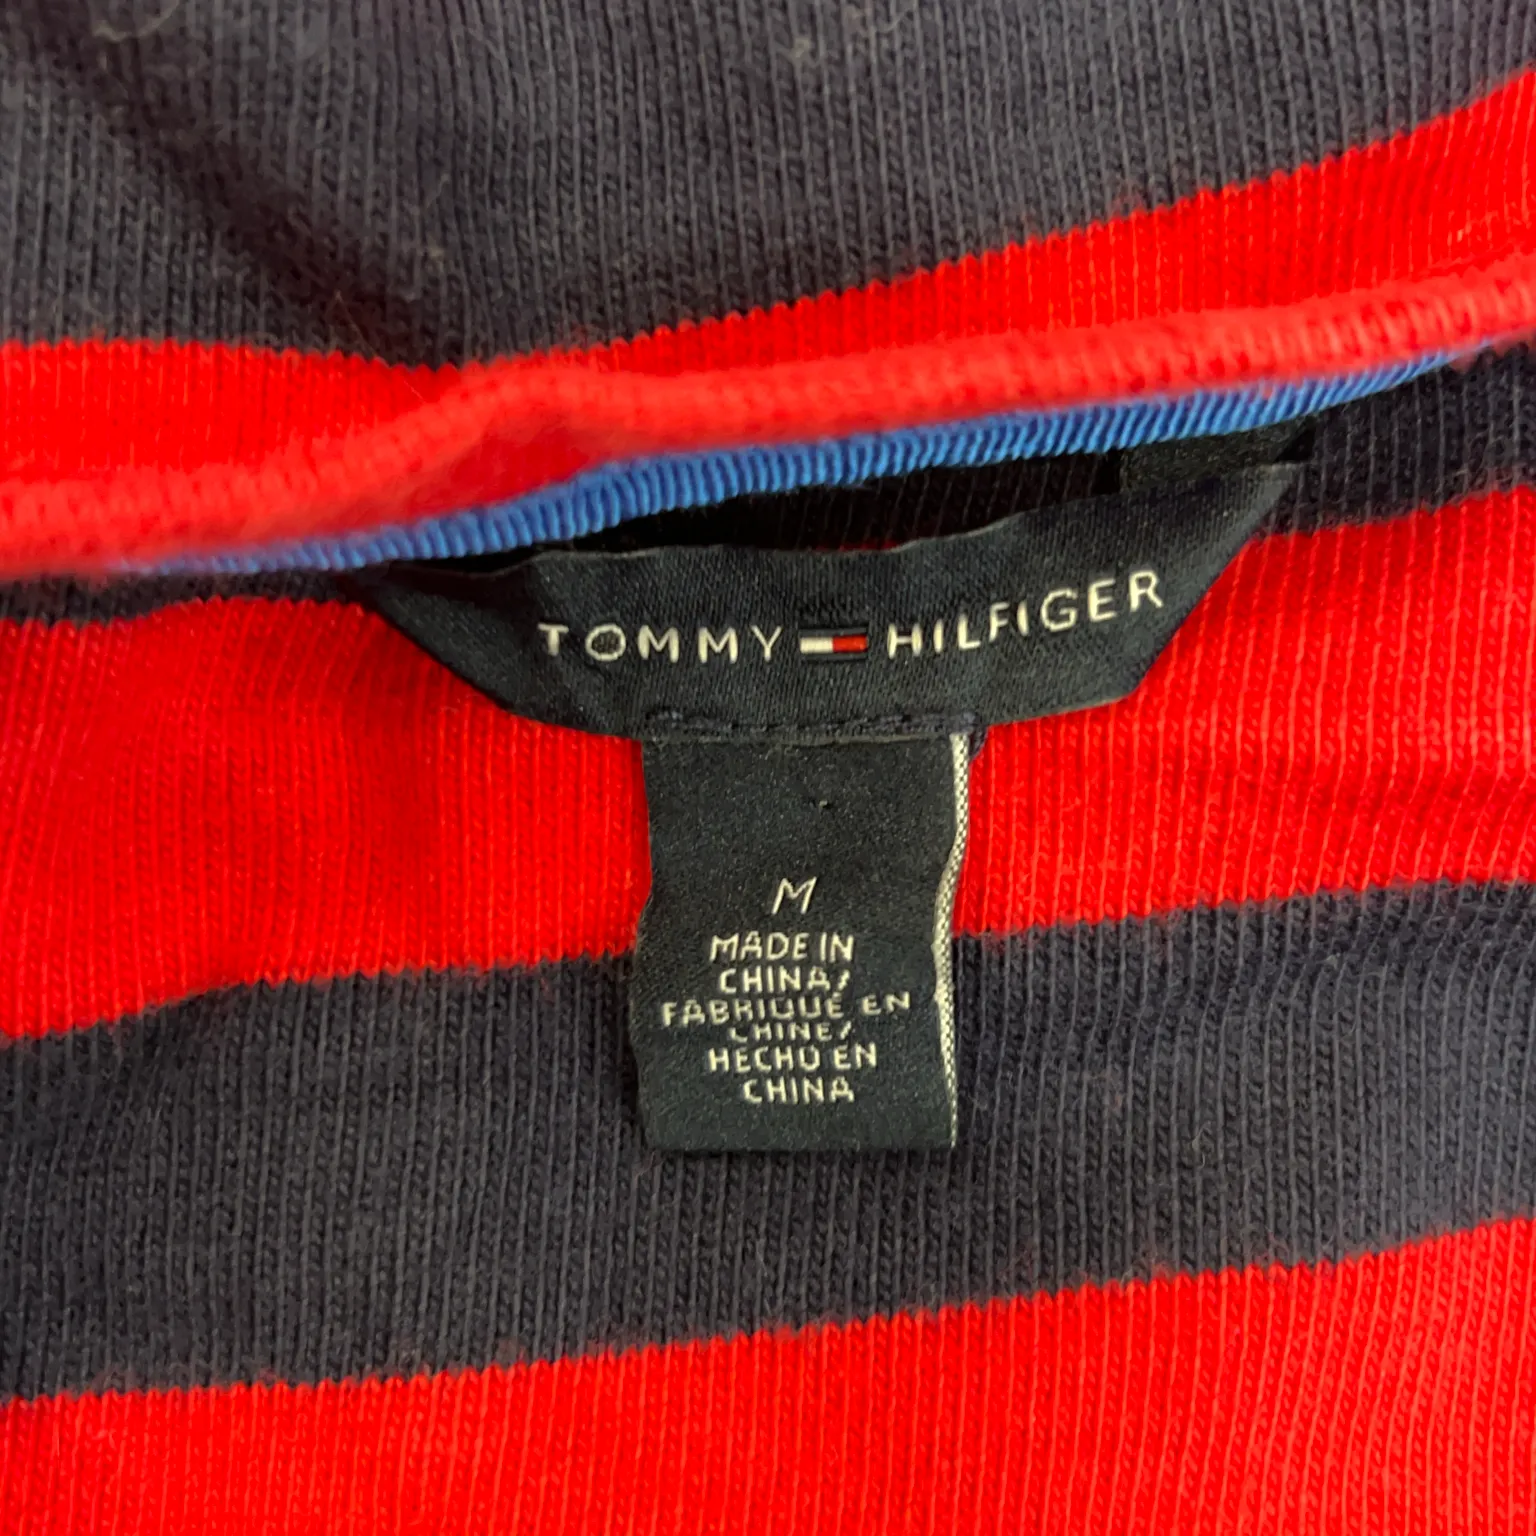 TOMMY HILFIGER
M
MADE IN
CHINA/
FABRIQUÉ EN
CHINE/
HECHO EN
CHINA